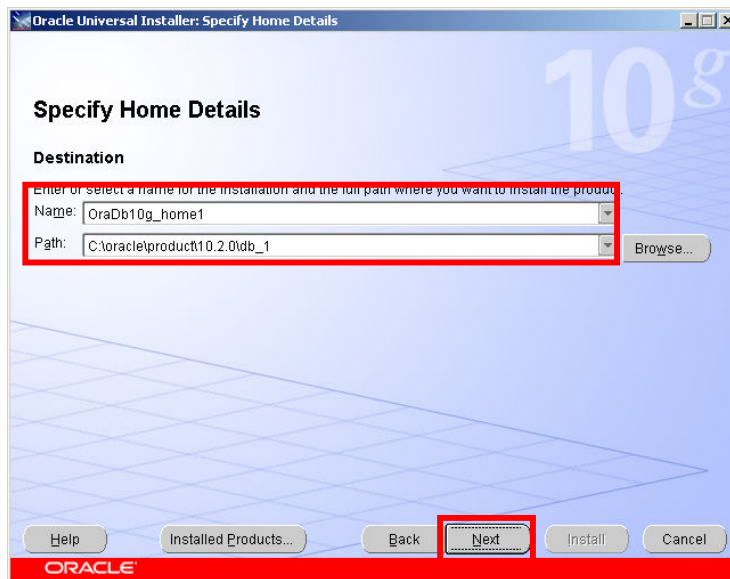 Oracle Universal Installer: Specify Home Details
10g
Specify Home Details
Destination
Enter or select a name for the installation and the full path where you want to install the product.
Name: OraDb10g_home1
Path: C:\oracle\product\10.2.0\db_1 Browse...
Help Installed Products... Back Next Install Cancel
ORACLE